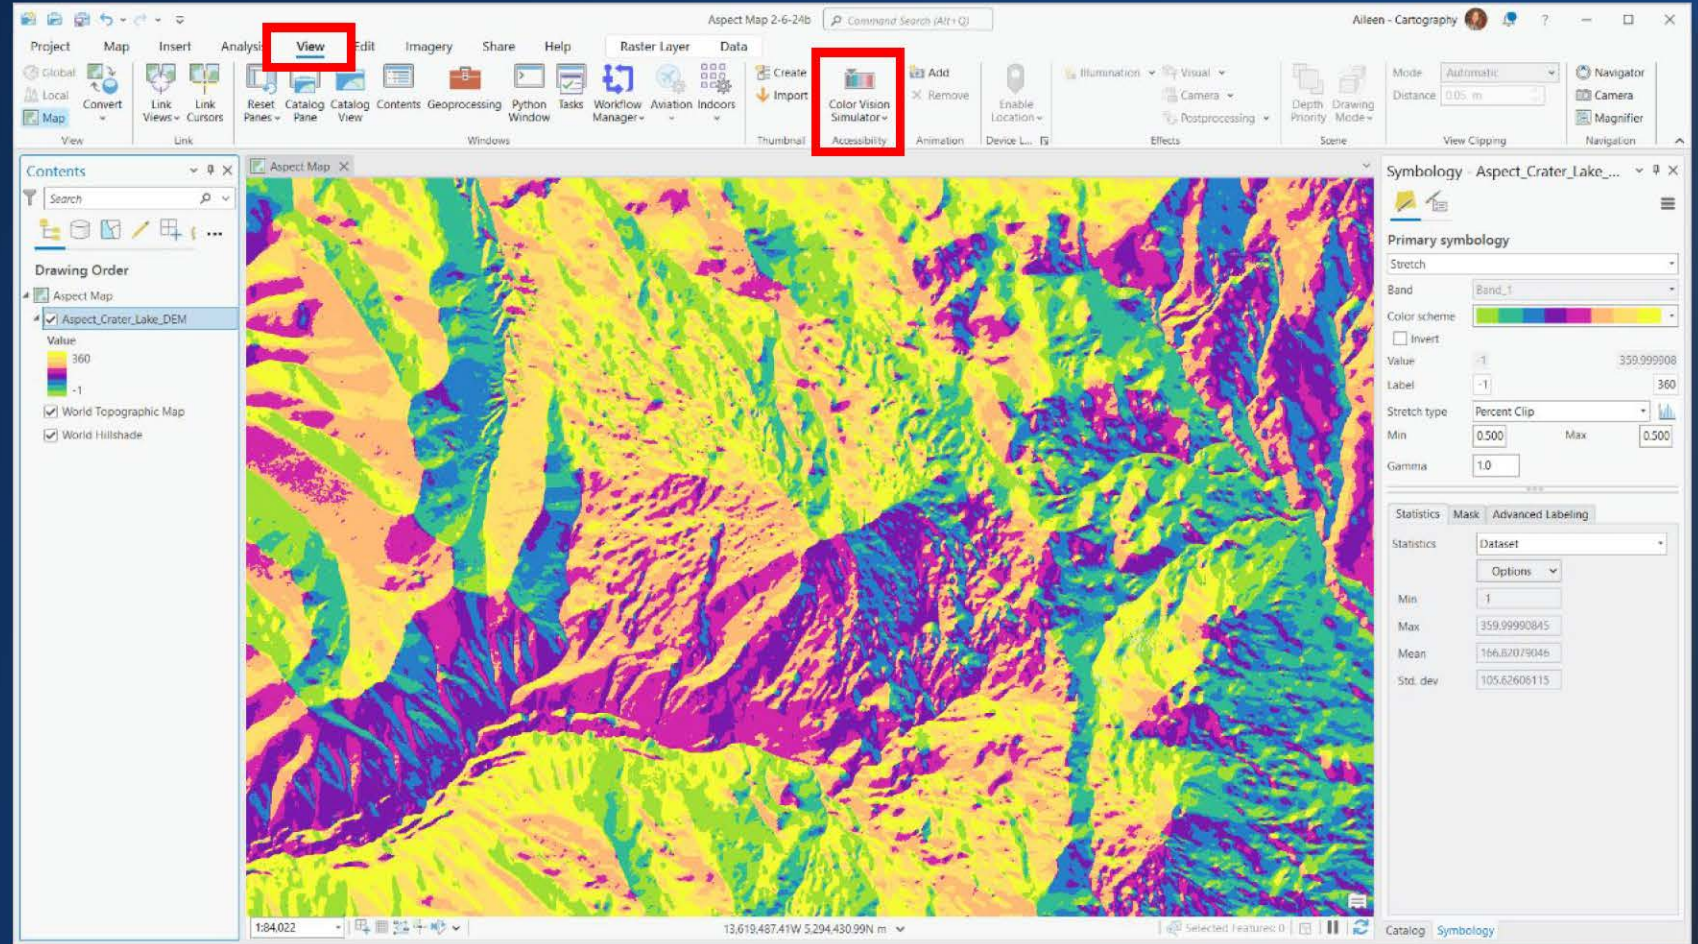 Aspect Map 2-6-24b
Command Search (Alt+Q)
Aileen - Cartography
?
Project Map Insert Analysis View Edit Imagery Share Help Raster Layer Data
Global
Local
Map
Convert
View
Link Views
Link Cursors
Link
Reset Panes
Catalog Pane
Catalog View
Contents
Geoprocessing
Python Window
Tasks
Workflow Manager
Aviation
Indoors
Windows
Create
Import
Thumbnail
Color Vision Simulator
Accessibility
Add
Remove
Animation
Enable Location
Device L...
Illumination
Visual
Camera
Postprocessing
Effects
Depth Priority
Drawing Mode
Scene
Mode Automatic
Distance 0.05 m
View Clipping
Navigator
Camera
Magnifier
Navigation
Contents
Search
Drawing Order
Aspect Map
Aspect_Crater_Lake_DEM
Value
360
-1
World Topographic Map
World Hillshade
Aspect Map
1:84,022
13,619,487.41W 5,294,430.99N m
Selected Features: 0
Symbology - Aspect_Crater_Lake_...
Primary symbology
Stretch
Band Band_1
Color scheme
Invert
Value -1 359.999908
Label -1 360
Stretch type Percent Clip
Min 0.500 Max 0.500
Gamma 1.0
Statistics Mask Advanced Labeling
Statistics Dataset
Options
Min
Max 359.99990845
Mean 166.82079046
Std. dev 105.62606115
Catalog Symbology